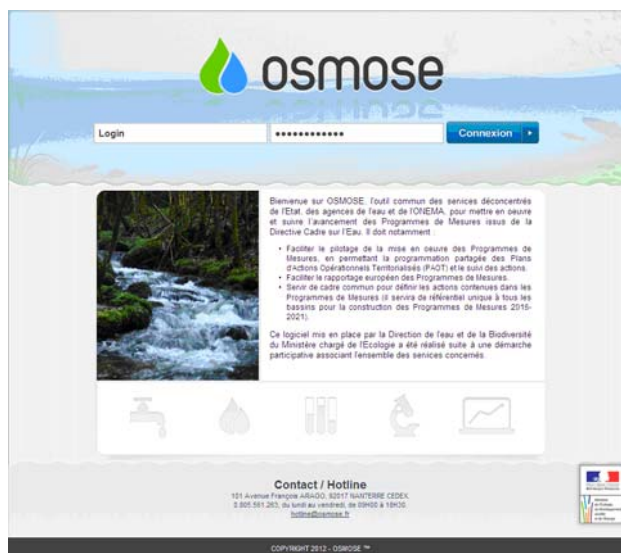 osmose
Login
Connexion
Bienvenue sur OSMOSE, l'outil commun des services déconcentrés
de l'Etat, des agences de l'eau et de l'ONEMA, pour mettre en oeuvre
et suivre l'avancement des Programmes de Mesures issus de la
Directive Cadre sur l'Eau. Il doit notamment :
• Faciliter le pilotage de la mise en oeuvre des Programmes de
Mesures, en permettant la programmation partagée des Plans
d'Actions Opérationnels Territorialisés (PAOT) et le suivi des actions.
• Faciliter le rapportage européen des Programmes de Mesures.
• Servir de cadre commun pour définir les actions contenues dans les
Programmes de Mesures (il servira de référentiel unique à tous les
bassins pour la construction des Programmes de Mesures 2016-
2021).
Ce logiciel mis en place par la Direction de l'eau et de la Biodiversité
du Ministère chargé de l'Ecologie a été réalisé suite à une démarche
participative associant l'ensemble des services concernés.
Contact / Hotline
101 Avenue François ARAGO, 92017 NANTERRE CEDEX,
0.805.591.263, du lundi au vendredi, de 09H00 à 18H30.
hotline@osmose.fr
COPYRIGHT 2012 - OSMOSE ™